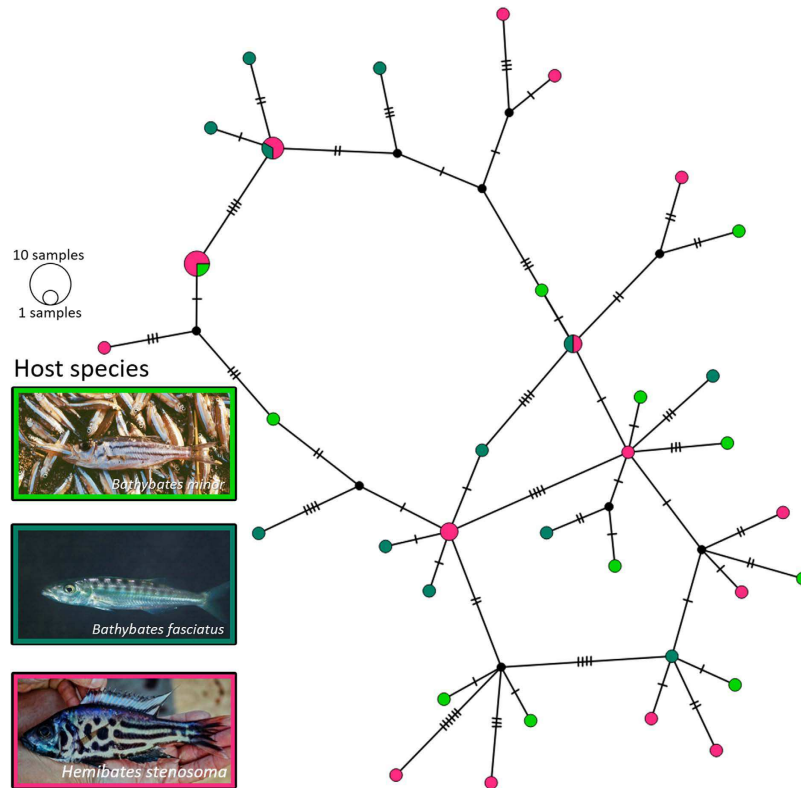 10 samples
1 samples
Host species
Bathybates minor
Bathybates fasciatus
Hemibates stenosoma